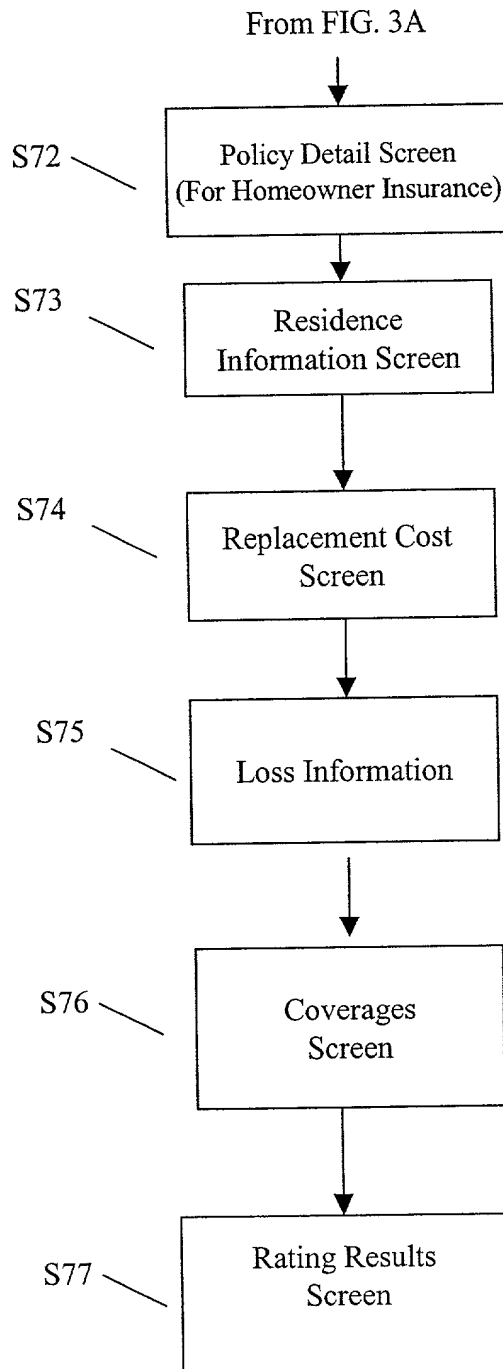 From FIG. 3A
S72
Policy Detail Screen
(For Homeowner Insurance)
S73
Residence
Information Screen
S74
Replacement Cost
Screen
S75
Loss Information
S76
Coverages
Screen
S77
Rating Results
Screen